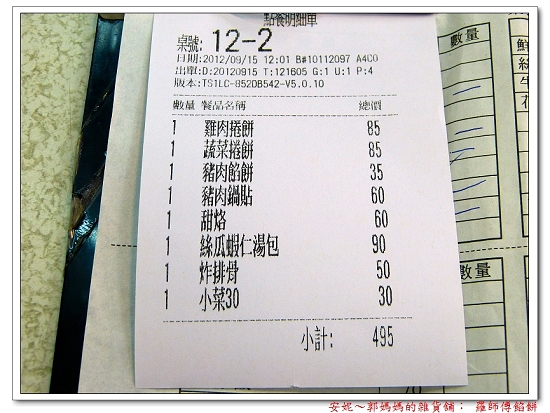 點餐明細單
桌號: 12-2
日期:2012/09/15 12:01 B#10112097 A4C0
出單:D:20120915 T:121605 G:1 U:1 P:4
版本:TS1LC-852DB542-V5.0.10
數量 餐品名稱 總價
1 雞肉捲餅 85
1 蔬菜捲餅 85
1 豬肉餡餅 35
1 豬肉鍋貼 60
1 甜烙 60
1 絲瓜蝦仁湯包 90
1 炸排骨 50
1 小菜30 30
小計: 495
數量
數量
安妮～郭媽媽的雜貨舖： 羅師傅餡餅